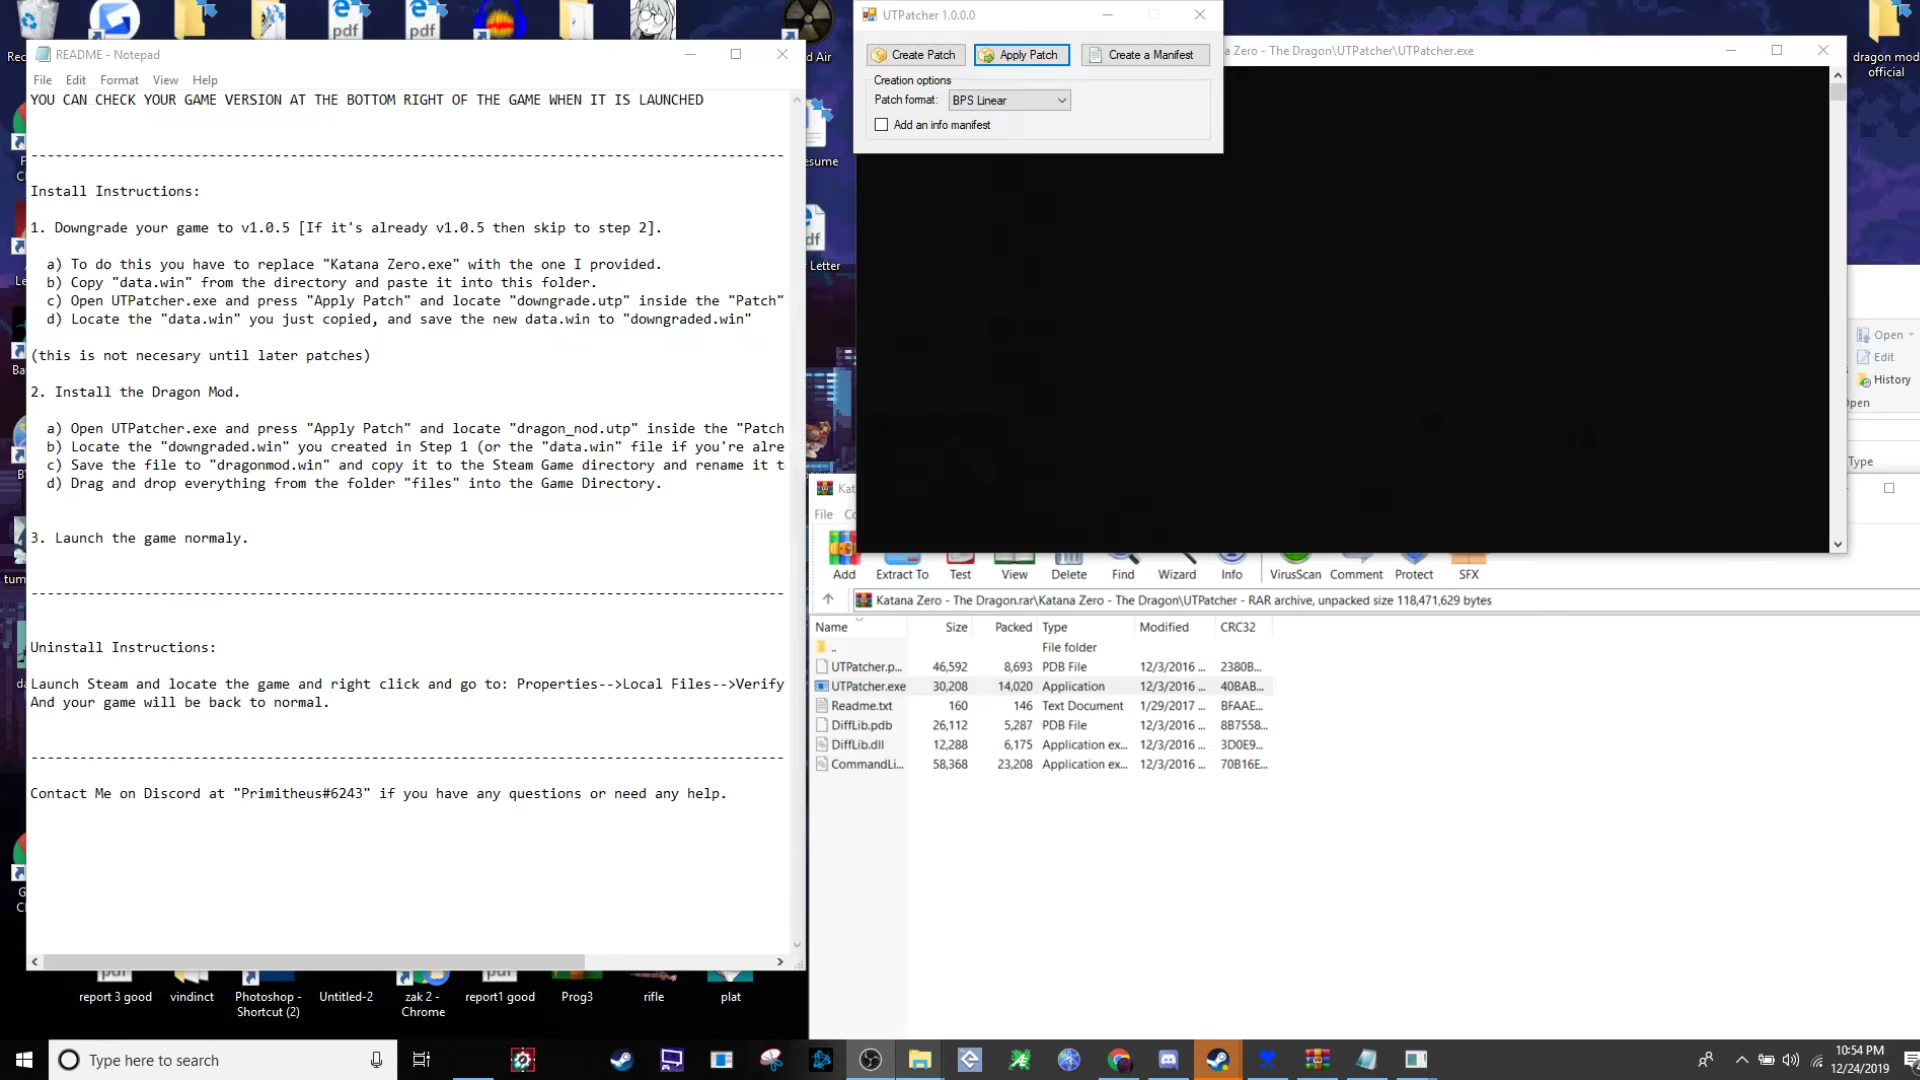 README - Notepad
File Edit Format View Help
YOU CAN CHECK YOUR GAME VERSION AT THE BOTTOM RIGHT OF THE GAME WHEN IT IS LAUNCHED
Install Instructions:
1. Downgrade your game to v1.0.5 [If it's already v1.0.5 then skip to step 2].
a) To do this you have to replace "Katana Zero.exe" with the one I provided.
b) Copy "data.win" from the directory and paste it into this folder.
c) Open UTPatcher.exe and press "Apply Patch" and locate "downgrade.utp" inside the "Patch"
d) Locate the "data.win" you just copied, and save the new data.win to "downgraded.win"
(this is not necesary until later patches)
2. Install the Dragon Mod.
a) Open UTPatcher.exe and press "Apply Patch" and locate "dragon_nod.utp" inside the "Patch
b) Locate the "downgraded.win" you created in Step 1 (or the "data.win" file if you're alre
c) Save the file to "dragonmod.win" and copy it to the Steam Game directory and rename it t
d) Drag and drop everything from the folder "files" into the Game Directory.
3. Launch the game normaly.
Uninstall Instructions:
Launch Steam and locate the game and right click and go to: Properties-->Local Files-->Verify
And your game will be back to normal.
Contact Me on Discord at "Primitheus#6243" if you have any questions or need any help.
UTPatcher 1.0.0.0
Create Patch Apply Patch Create a Manifest
Creation options
Patch format: BPS Linear
Add an info manifest
a Zero - The Dragon\UTPatcher\UTPatcher.exe
dragon mod
official
d Air
esume
Letter
Open
Edit
History
Type
File
Add Extract To Test View Delete Find Wizard Info VirusScan Comment Protect SFX
Katana Zero - The Dragon.rar\Katana Zero - The Dragon\UTPatcher - RAR archive, unpacked size 118,471,629 bytes
Name Size Packed Type Modified CRC32
.. File folder
UTPatcher.p... 46,592 8,693 PDB File 12/3/2016 ... 2380B...
UTPatcher.exe 30,208 14,020 Application 12/3/2016 ... 40BAB...
Readme.txt 160 146 Text Document 1/29/2017 ... BFAAE...
DiffLib.pdb 26,112 5,287 PDB File 12/3/2016 ... 8B7558...
DiffLib.dll 12,288 6,175 Application ex... 12/3/2016 ... 3D0E9...
CommandLi... 58,368 23,208 Application ex... 12/3/2016 ... 70B16E...
report 3 good vindinct Photoshop - Shortcut (2) Untitled-2 zak 2 - Chrome report1 good Prog3 rifle plat
Type here to search
10:54 PM
12/24/2019